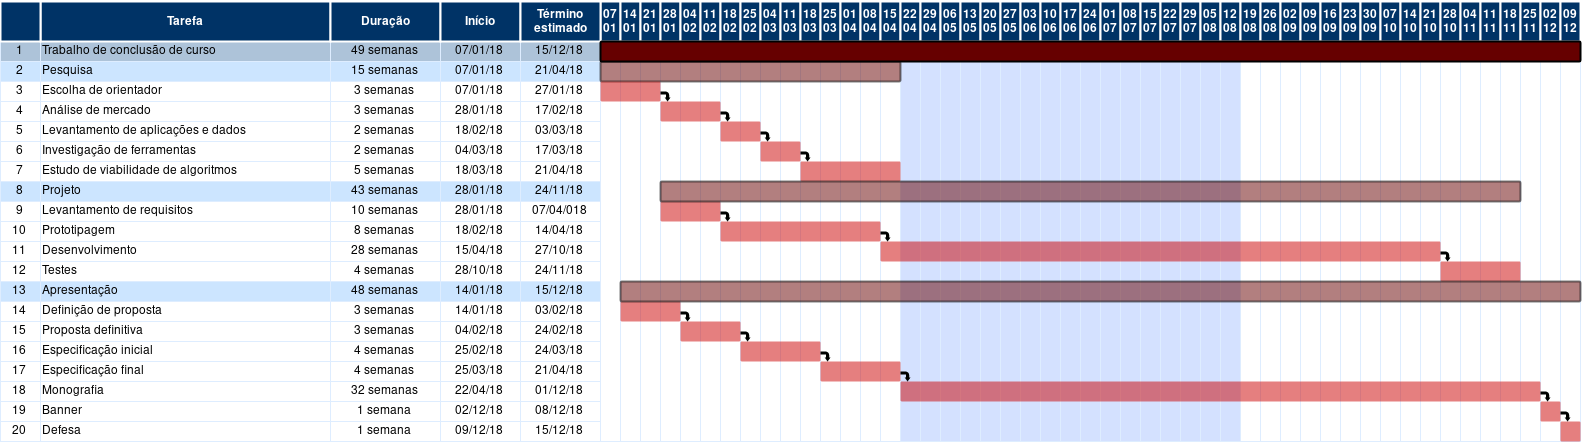 Tarefa Duração Início Término estimado 07 01 14 01 21 01 28 01 04 02 11 02 18 02 25 02 04 03 11 03 18 03 25 03 01 04 08 04 15 04 22 04 29 04 06 05 13 05 20 05 27 05 03 06 10 06 17 06 24 06 01 07 08 07 15 07 22 07 29 07 05 08 12 08 19 08 26 08 02 09 09 09 16 09 23 09 30 09 07 10 14 10 21 10 28 10 04 11 11 11 18 11 25 11 02 12 09 12
1 Trabalho de conclusão de curso 49 semanas 07/01/18 15/12/18
2 Pesquisa 15 semanas 07/01/18 21/04/18
3 Escolha de orientador 3 semanas 07/01/18 27/01/18
4 Análise de mercado 3 semanas 28/01/18 17/02/18
5 Levantamento de aplicações e dados 2 semanas 18/02/18 03/03/18
6 Investigação de ferramentas 2 semanas 04/03/18 17/03/18
7 Estudo de viabilidade de algoritmos 5 semanas 18/03/18 21/04/18
8 Projeto 43 semanas 28/01/18 24/11/18
9 Levantamento de requisitos 10 semanas 28/01/18 07/04/018
10 Prototipagem 8 semanas 18/02/18 14/04/18
11 Desenvolvimento 28 semanas 15/04/18 27/10/18
12 Testes 4 semanas 28/10/18 24/11/18
13 Apresentação 48 semanas 14/01/18 15/12/18
14 Definição de proposta 3 semanas 14/01/18 03/02/18
15 Proposta definitiva 3 semanas 04/02/18 24/02/18
16 Especificação inicial 4 semanas 25/02/18 24/03/18
17 Especificação final 4 semanas 25/03/18 21/04/18
18 Monografia 32 semanas 22/04/18 01/12/18
19 Banner 1 semana 02/12/18 08/12/18
20 Defesa 1 semana 09/12/18 15/12/18